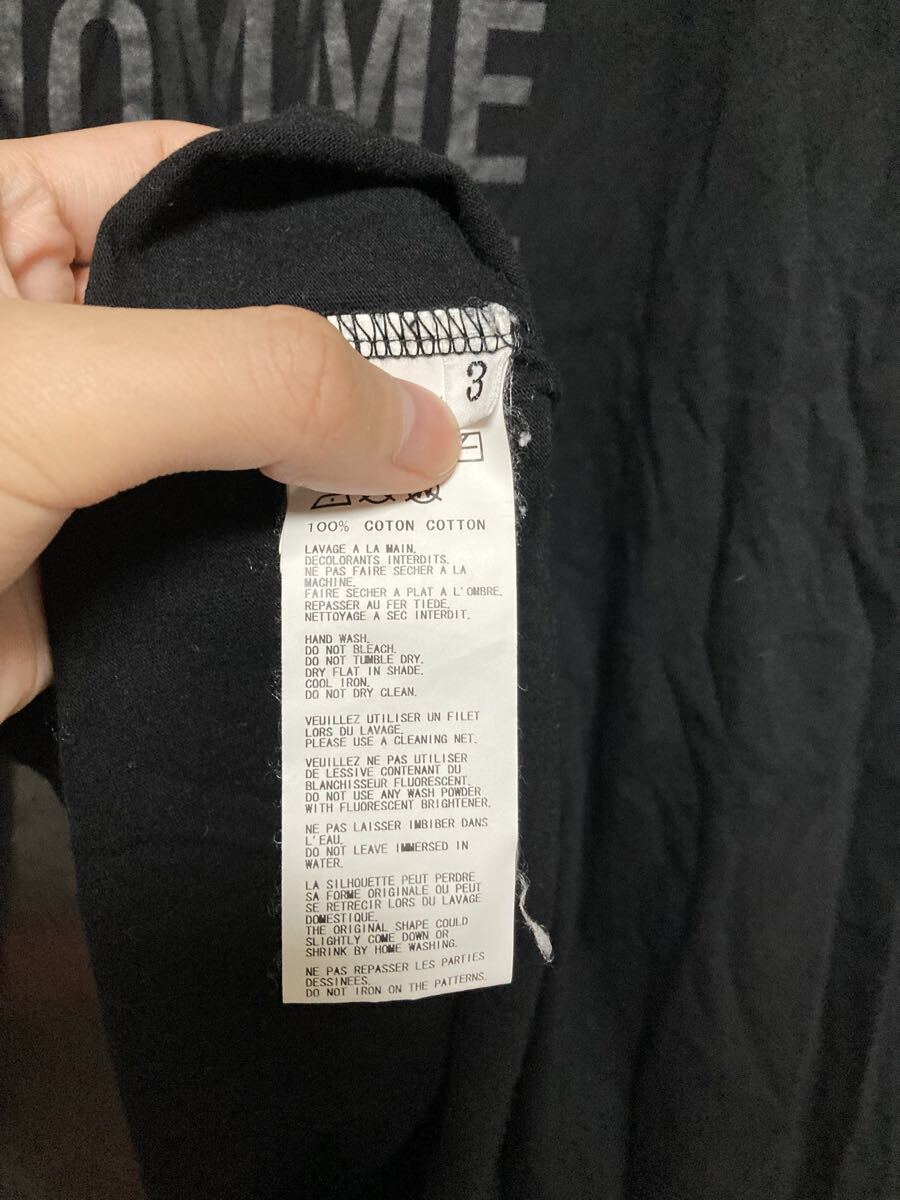 OMME
3
100% COTON COTTON
LAVAGE A LA MAIN.
DECOLORANTS INTERDITS.
NE PAS FAIRE SECHER A LA
MACHINE.
FAIRE SECHER A PLAT A L'OMBRE.
REPASSER AU FER TIEDE.
NETTOYAGE A SEC INTERDIT.
HAND WASH.
DO NOT BLEACH.
DO NOT TUMBLE DRY.
DRY FLAT IN SHADE.
COOL IRON.
DO NOT DRY CLEAN.
VEUILLEZ UTILISER UN FILET
LORS DU LAVAGE.
PLEASE USE A CLEANING NET.
VEUILLEZ NE PAS UTILISER
DE LESSIVE CONTENANT DU
BLANCHISSEUR FLUORESCENT.
DO NOT USE ANY WASH POWDER
WITH FLUORESCENT BRIGHTENER.
NE PAS LAISSER IMBIBER DANS
L'EAU.
DO NOT LEAVE IMMERSED IN
WATER.
LA SILHOUETTE PEUT PERDRE
SA FORME ORIGINALE OU PEUT
SE RETRECIR LORS DU LAVAGE
DOMESTIQUE.
THE ORIGINAL SHAPE COULD
SLIGHTLY COME DOWN OR
SHRINK BY HOME WASHING.
NE PAS REPASSER LES PARTIES
DESSINEES.
DO NOT IRON ON THE PATTERNS.